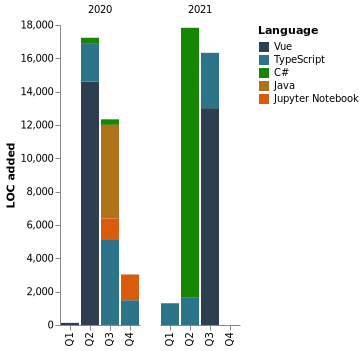 2020
2021
LOC added
18,000
16,000
14,000
12,000
10,000
8,000
6,000
4,000
2,000
0
Q1
Q2
Q3
Q4
Q1
Q2
Q3
Q4
Language
Vue
TypeScript
C#
Java
Jupyter Notebook